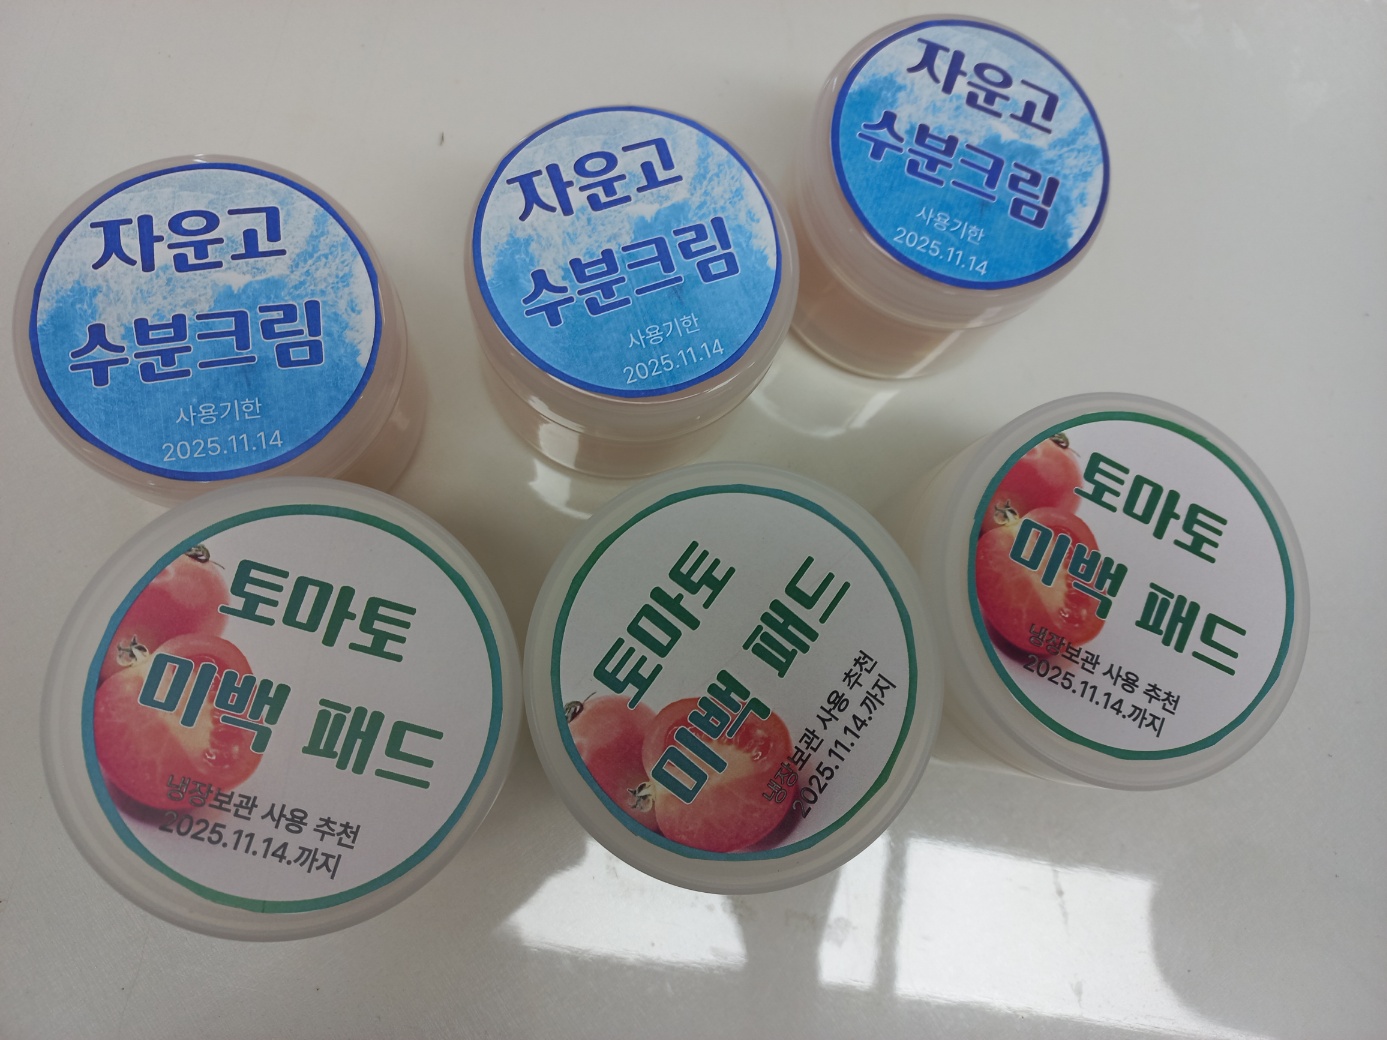 자운고
수분크림
사용기한
2025.11.14
자운고
수분크림
사용기한
2025.11.14
자운고
수분크림
사용기한
2025.11.14
토마토
미백 패드
냉장보관 사용 추천
2025.11.14.까지
토마토
미백 패드
냉장보관 사용 추천
2025.11.14.까지
토마토
미백 패드
냉장보관 사용 추천
2025.11.14.까지